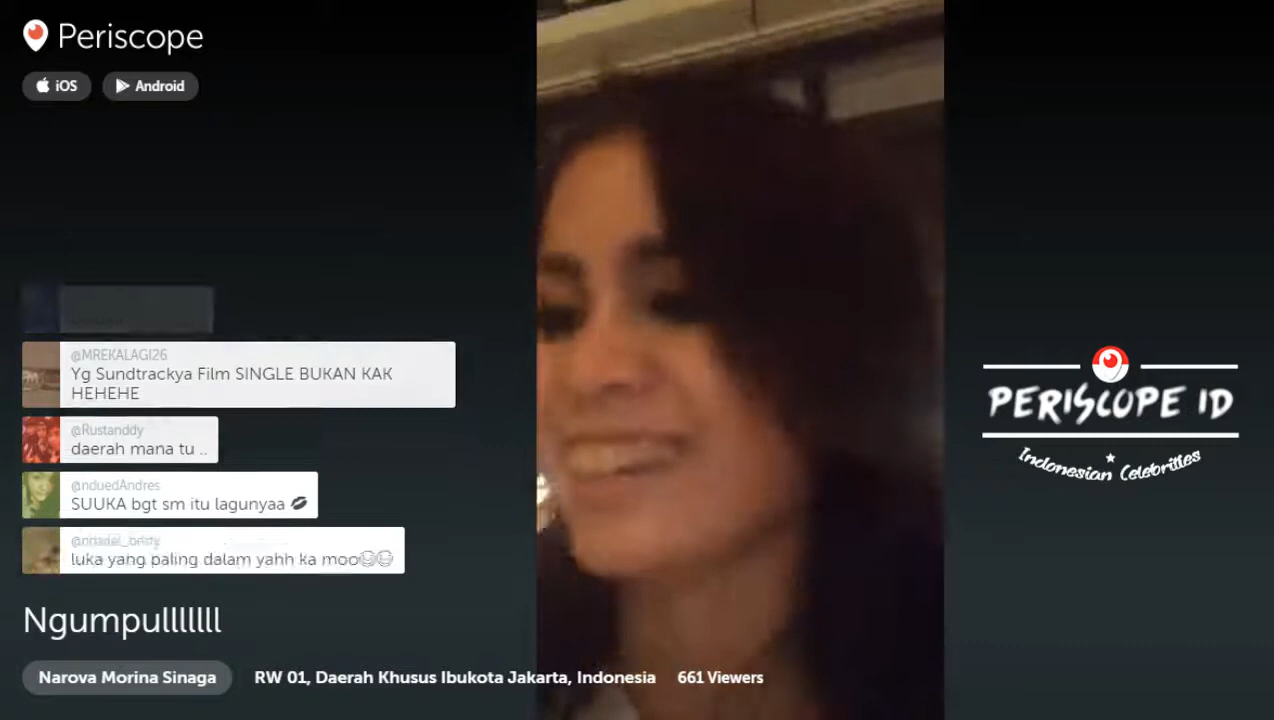 Periscope
iOS
Android
@MREKALAGI26
Yg Sundtrackya Film SINGLE BUKAN KAK
HEHEHE
@Rustanddy
daerah mana tu ..
@nduedAndres
SUUKA bgt sm itu lagunyaa 💋
luka yang paling dalam yahh ka moo😂😂
Ngumpulllllll
Narova Morina Sinaga
RW 01, Daerah Khusus Ibukota Jakarta, Indonesia
661 Viewers
PERISCOPE ID
Indonesian Celebrities